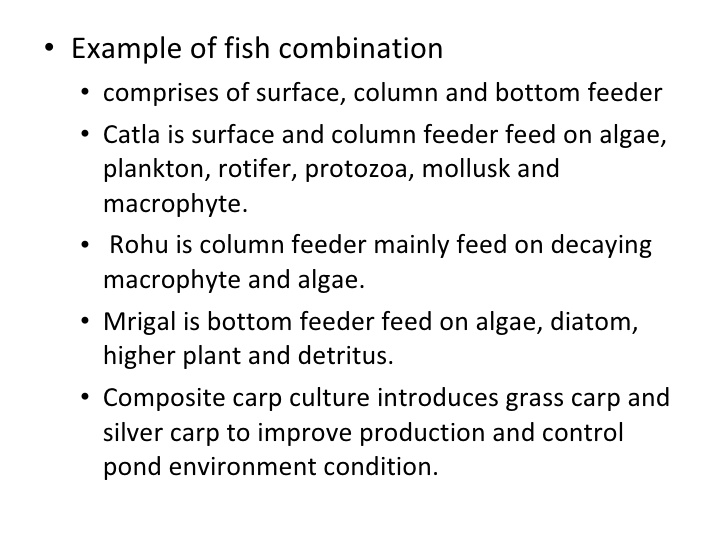 • Example of fish combination
• comprises of surface, column and bottom feeder
• Catla is surface and column feeder feed on algae,
plankton, rotifer, protozoa, mollusk and
macrophyte.
• Rohu is column feeder mainly feed on decaying
macrophyte and algae.
• Mrigal is bottom feeder feed on algae, diatom,
higher plant and detritus.
• Composite carp culture introduces grass carp and
silver carp to improve production and control
pond environment condition.